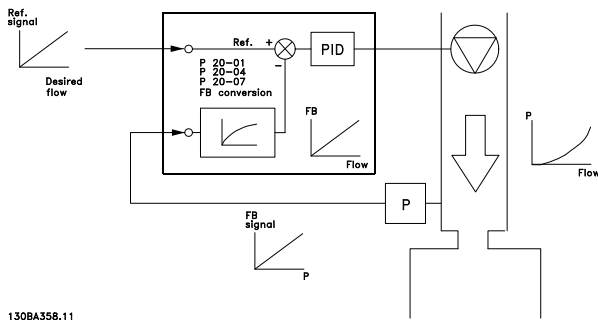 Ref.
signal
Desired
flow
Ref.
+
−
PID
P 20-01
P 20-04
P 20-07
FB conversion
FB
Flow
P
Flow
P
FB
signal
P
130BA358.11